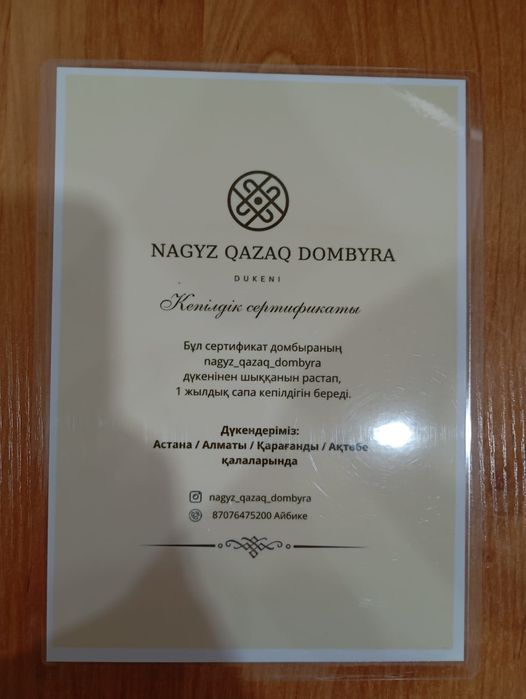 NAGYZ QAZAQ DOMBYRA
DUKENI
Кепілдік сертификаты
Бұл сертификат домбыраның
nagyz_qazaq_dombyra
дүкенінен шыққанын растап,
1 жылдық сапа кепілдігін береді.
Дүкендеріміз:
Астана / Алматы / Қарағанды / Ақтөбе
қалаларында
nagyz_qazaq_dombyra
87076475200 Айбике